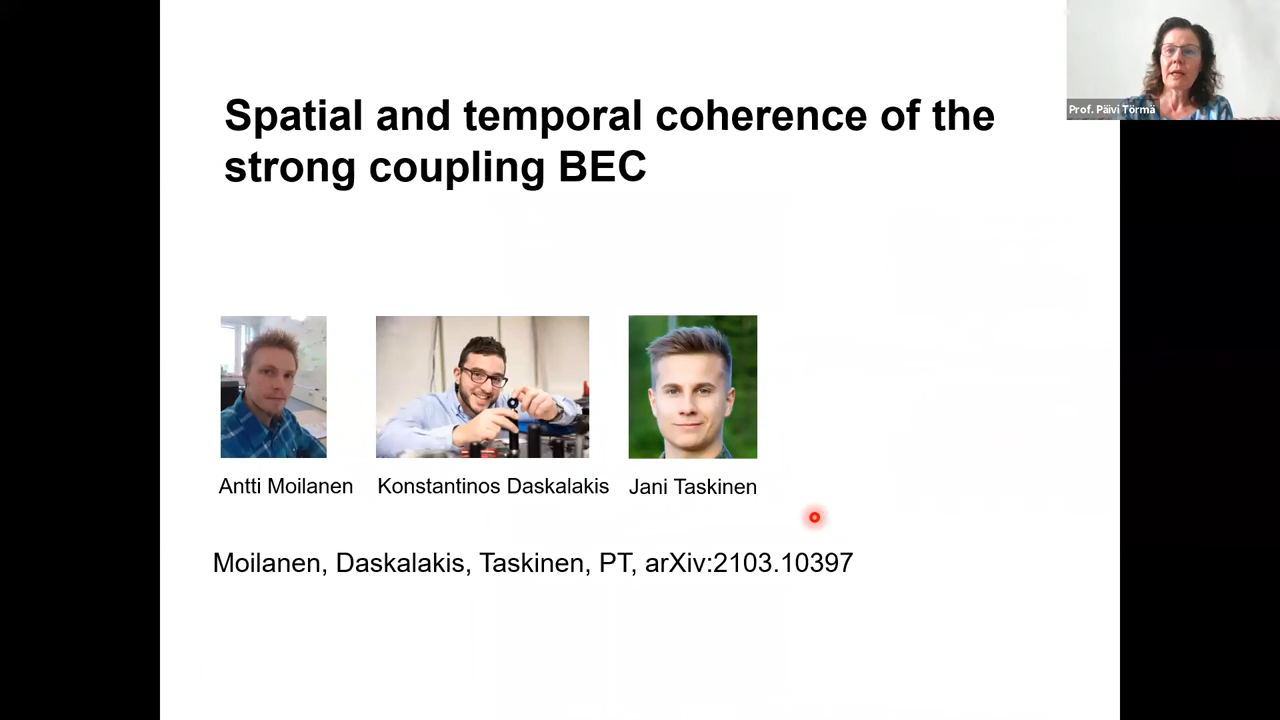 Spatial and temporal coherence of the
strong coupling BEC
Prof. Päivi Törmä
Antti Moilanen
Konstantinos Daskalakis
Jani Taskinen
Moilanen, Daskalakis, Taskinen, PT, arXiv:2103.10397